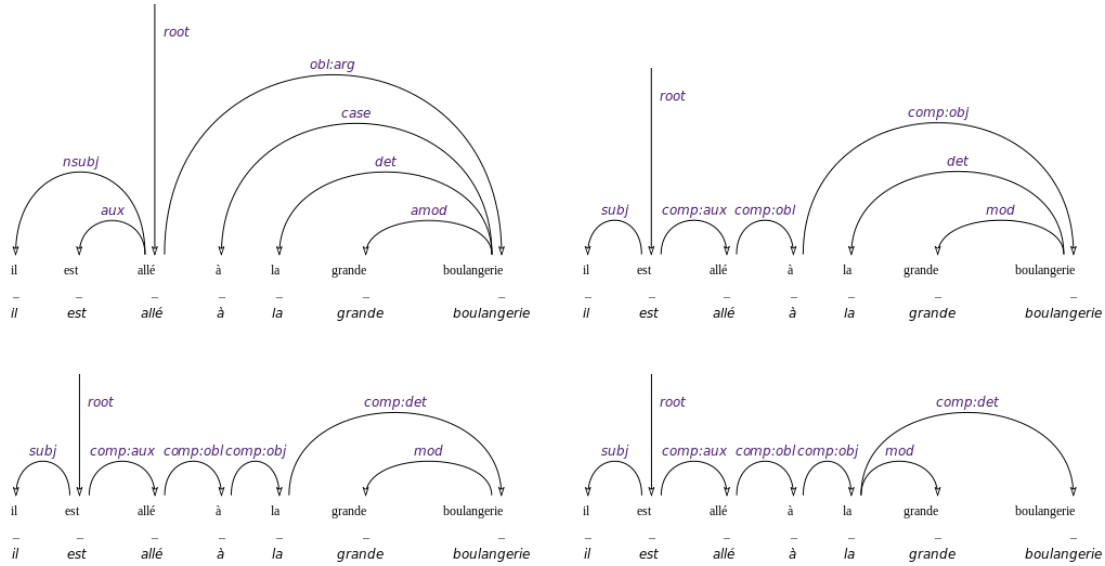 root
obl:arg
case
nsubj det
aux amod
il est allé à la grande boulangerie
_ _ _ _ _ _ _
il est allé à la grande boulangerie
root
comp:obj
det
subj comp:aux comp:obl mod
il est allé à la grande boulangerie
_ _ _ _ _ _ _
il est allé à la grande boulangerie
root comp:det
subj comp:aux comp:obl comp:obj mod
il est allé à la grande boulangerie
_ _ _ _ _ _ _
il est allé à la grande boulangerie
root comp:det
subj comp:aux comp:obl comp:obj mod
il est allé à la grande boulangerie
_ _ _ _ _ _ _
il est allé à la grande boulangerie